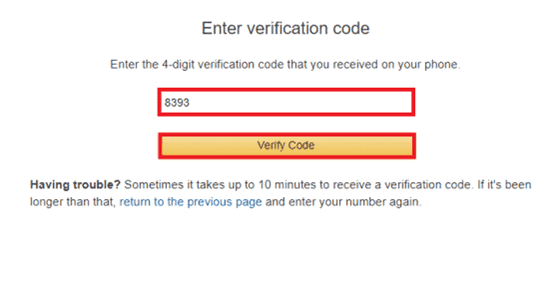 Enter verification code
Enter the 4-digit verification code that you received on your phone.
8393
Verify Code
Having trouble? Sometimes it takes up to 10 minutes to receive a verification code. If it's been
longer than that, return to the previous page and enter your number again.